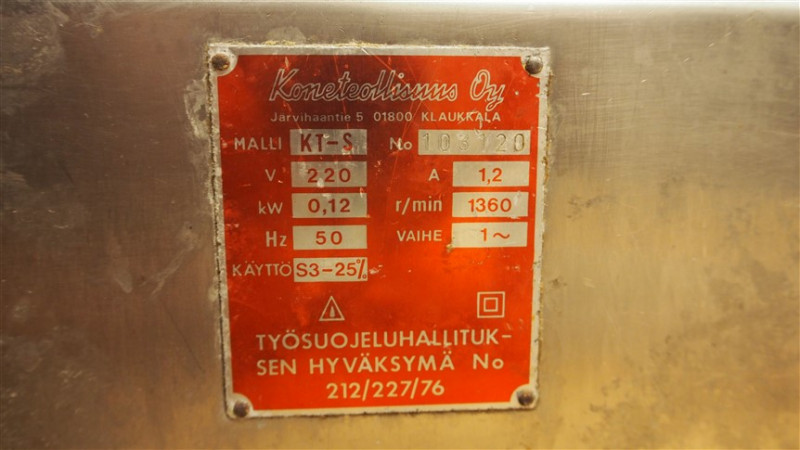 Koneteollisuus Oy
Järvihaantie 5 01800 KLAUKKALA
MALLI KT-S No
V 220 A 1,2
kW 0,12 r/min 1360
Hz 50 VAIHE 1~
KÄYTTÖ S3-25%
TYÖSUOJELUHALLITUK-
SEN HYVÄKSYMÄ No
212/227/76